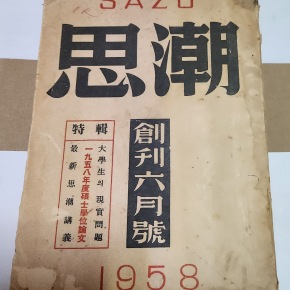 SAZO
思潮
創刊六月號
特輯
大學生의 現實問題
一九五八年度碩士學位論文
最新思潮講義
1958